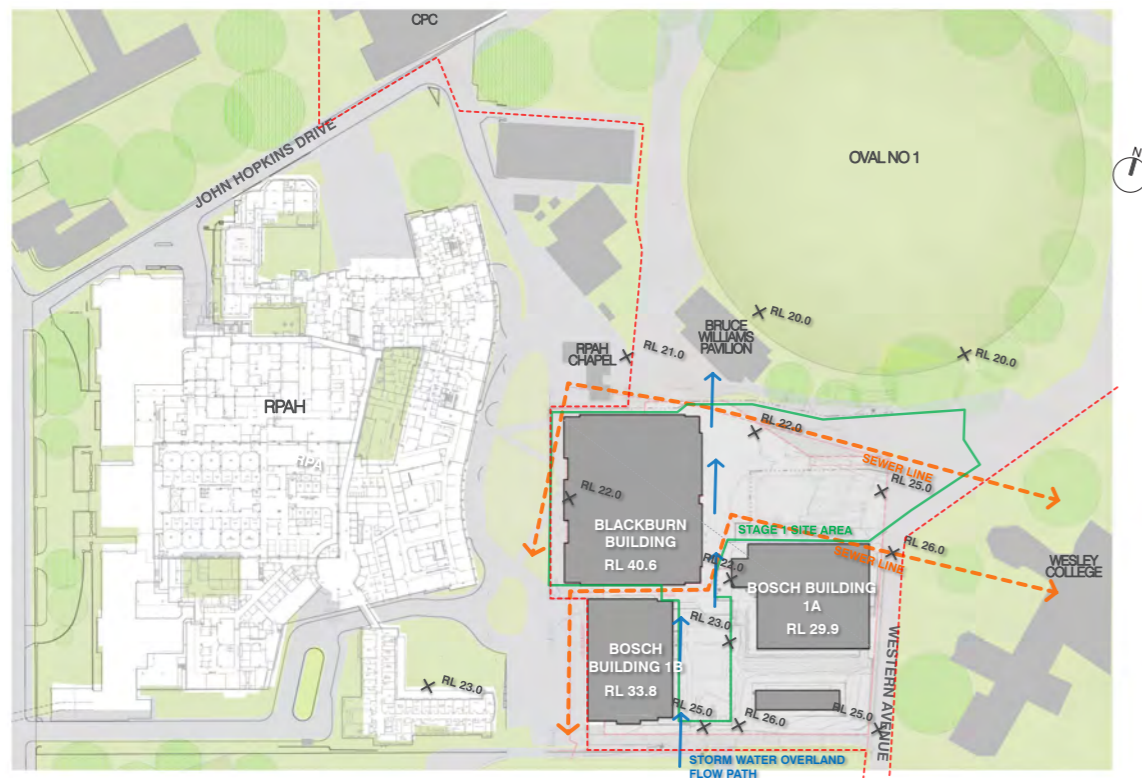 CPC
JOHN HOPKINS DRIVE
N
OVAL NO 1
RL 20.0
BRUCE
WILLIAMS
PAVILION
RL 21.0
RPAH
CHAPEL
RL 20.0
RPAH
RPA
RL 22.0
SEWER LINE
RL 22.0
RL 25.0
BLACKBURN
BUILDING
RL 40.6
STAGE 1 SITE AREA
RL 26.0
SEWER LINE
RL 22.0
WESLEY
COLLEGE
BOSCH BUILDING
1A
RL 29.9
RL 23.0
BOSCH
BUILDING 1B
RL 33.8
WESTERN AVENUE
RL 23.0
RL 25.0
RL 26.0
RL 25.0
STORM WATER OVERLAND
FLOW PATH